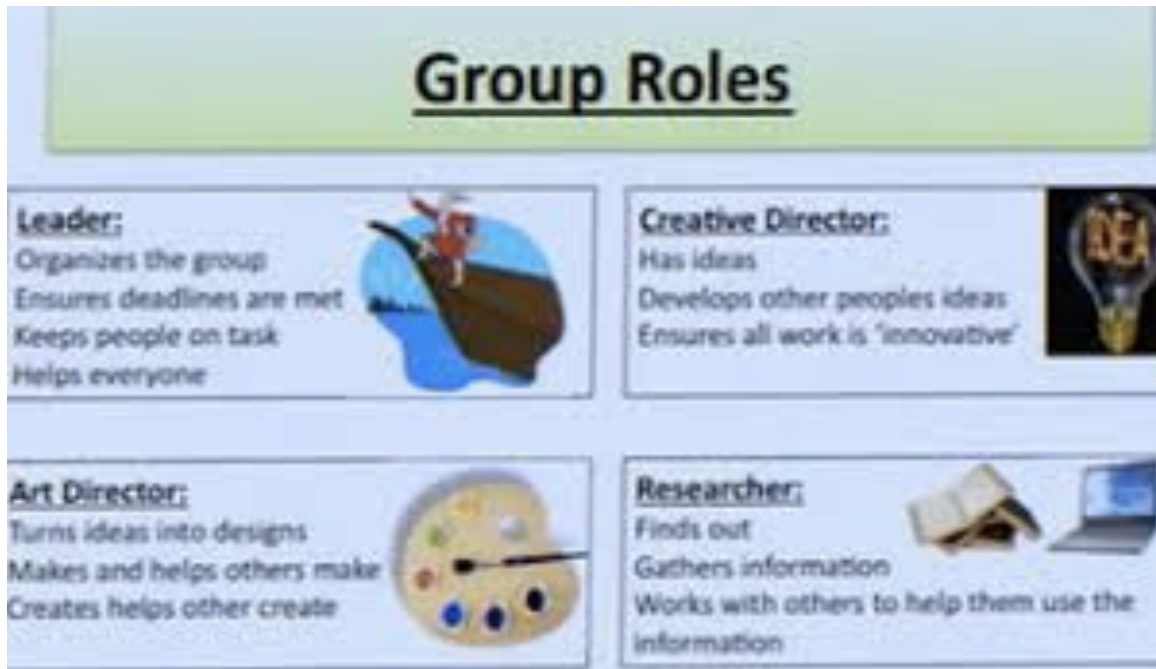 Group Roles
Leader:
Organizes the group
Ensures deadlines are met
Keeps people on task
Helps everyone
Creative Director:
Has ideas
Develops other peoples ideas
Ensures all work is 'innovative'
IDEA
Art Director:
Turns ideas into designs
Makes and helps others make
Creates helps other create
Researcher:
Finds out
Gathers information
Works with others to help them use the
information